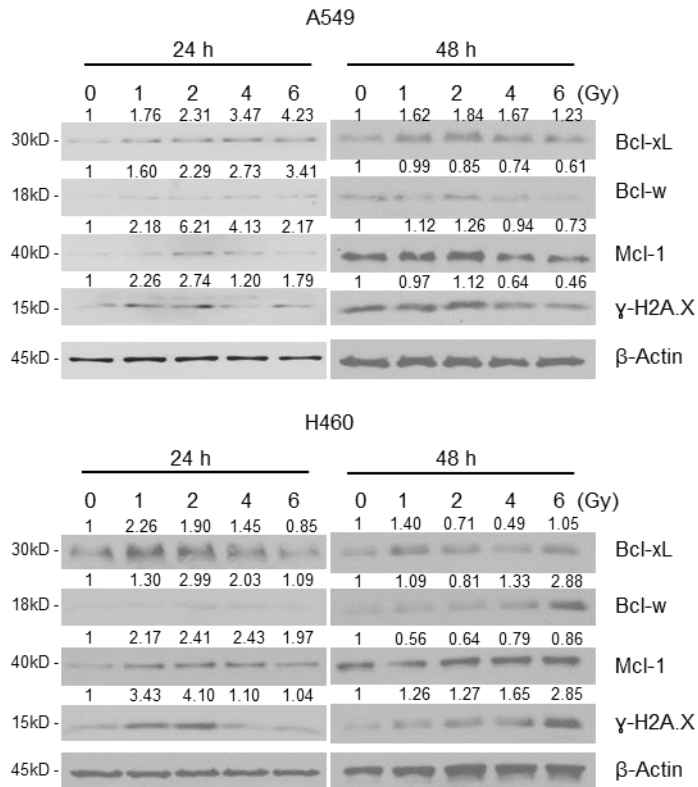 A549
24 h 48 h
0 1 2 4 6 0 1 2 4 6 (Gy)
1 1.76 2.31 3.47 4.23 1 1.62 1.84 1.67 1.23
30kD - Bcl-xL
1 1.60 2.29 2.73 3.41 1 0.99 0.85 0.74 0.61
18kD - Bcl-w
1 2.18 6.21 4.13 2.17 1 1.12 1.26 0.94 0.73
40kD - Mcl-1
1 2.26 2.74 1.20 1.79 1 0.97 1.12 0.64 0.46
15kD - ɣ-H2A.X
45kD - β-Actin
H460
24 h 48 h
0 1 2 4 6 0 1 2 4 6 (Gy)
1 2.26 1.90 1.45 0.85 1 1.40 0.71 0.49 1.05
30kD - Bcl-xL
1 1.30 2.99 2.03 1.09 1 1.09 0.81 1.33 2.88
18kD - Bcl-w
1 2.17 2.41 2.43 1.97 1 0.56 0.64 0.79 0.86
40kD - Mcl-1
1 3.43 4.10 1.10 1.04 1 1.26 1.27 1.65 2.85
15kD - ɣ-H2A.X
45kD - β-Actin